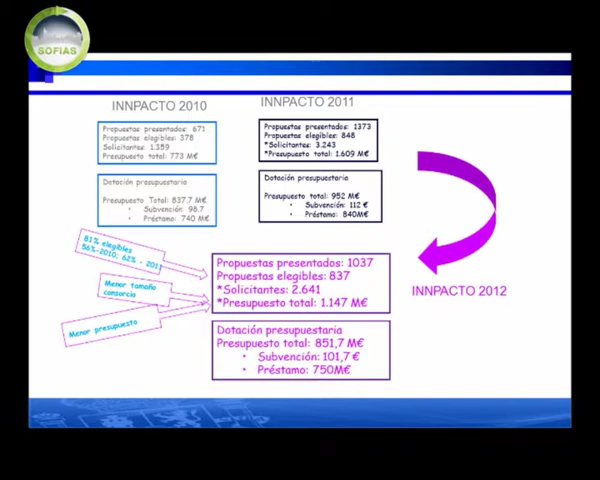 SOFIAS
INNPACTO 2010
Propuestas presentados: 671
Propuestas elegibles: 378
Solicitantes: 1.359
Presupuesto total: 773 M€
Dotación presupuestaria
Presupuesto Total: 837.7 M€
• Subvención: 98.7
• Préstamo: 740 M€
INNPACTO 2011
Propuestas presentados: 1373
Propuestas elegibles: 848
*Solicitantes: 3.243
*Presupuesto total: 1.609 M€
Dotación presupuestaria
Presupuesto total: 952 M€
• Subvención: 112 €
• Préstamo: 840M€
81% elegibles
56%-2010; 62% - 2011
Menor tamaño
consorcio
Menor presupuesto
Propuestas presentados: 1037
Propuestas elegibles: 837
*Solicitantes: 2.641
*Presupuesto total: 1.147 M€
INNPACTO 2012
Dotación presupuestaria
Presupuesto total: 851,7 M€
• Subvención: 101,7 €
• Préstamo: 750M€